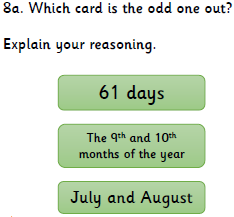 8a. Which card is the odd one out?
Explain your reasoning.
61 days
The 9th and 10th
months of the year
July and August